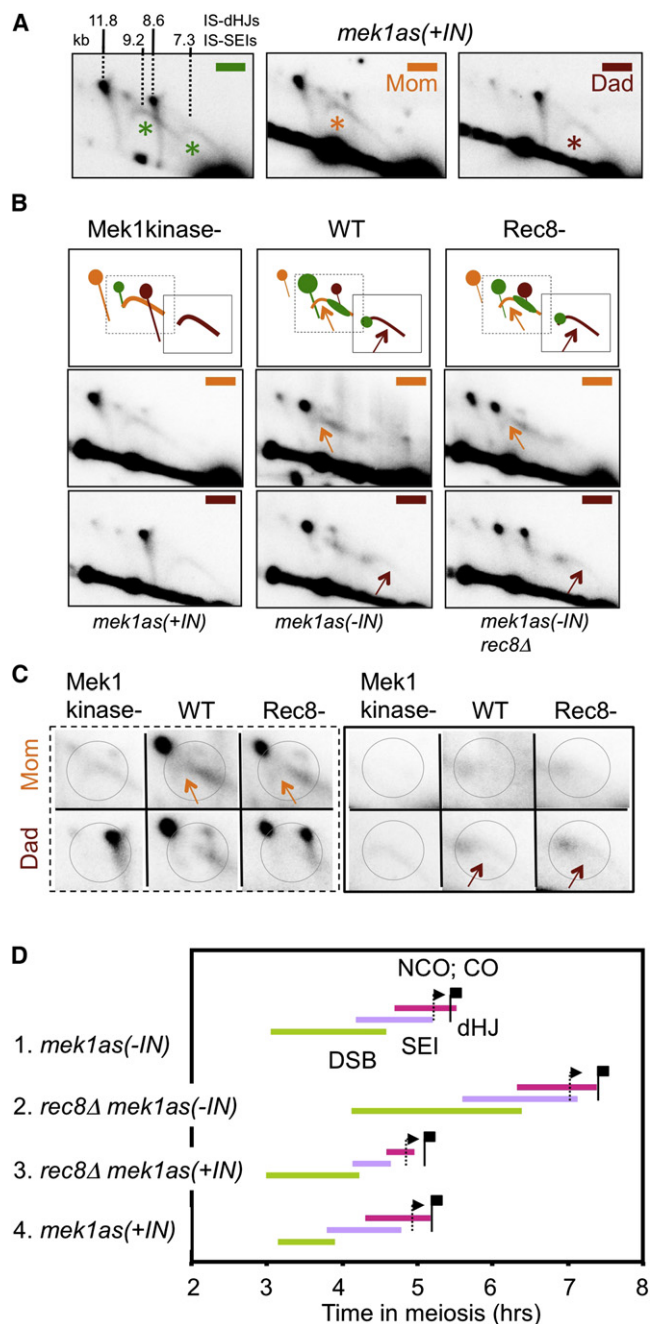 A
11.8 8.6 IS-dHJs
kb 9.2 7.3 IS-SEIs
mek1as(+IN)
Mom
Dad
*
*
*
*
B
Mek1kinase- WT Rec8-
mek1as(+IN) mek1as(-IN) mek1as(-IN)
rec8Δ
C
Mek1 Mek1
kinase- WT Rec8- kinase- WT Rec8-
Mom
Dad
D
NCO; CO
dHJ
SEI
DSB
1. mek1as(-IN)
2. rec8Δ mek1as(-IN)
3. rec8Δ mek1as(+IN)
4. mek1as(+IN)
2 3 4 5 6 7 8
Time in meiosis (hrs)